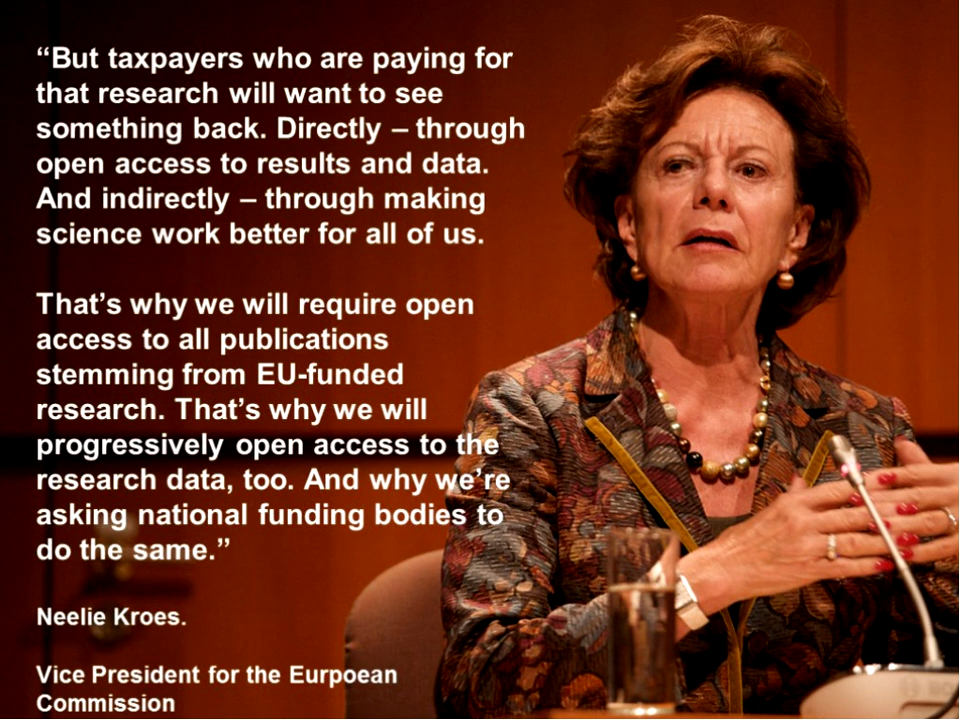 “But taxpayers who are paying for
that research will want to see
something back. Directly – through
open access to results and data.
And indirectly – through making
science work better for all of us.
That’s why we will require open
access to all publications
stemming from EU-funded
research. That’s why we will
progressively open access to the
research data, too. And why we’re
asking national funding bodies to
do the same.”
Neelie Kroes.
Vice President for the Eurpoean
Commission